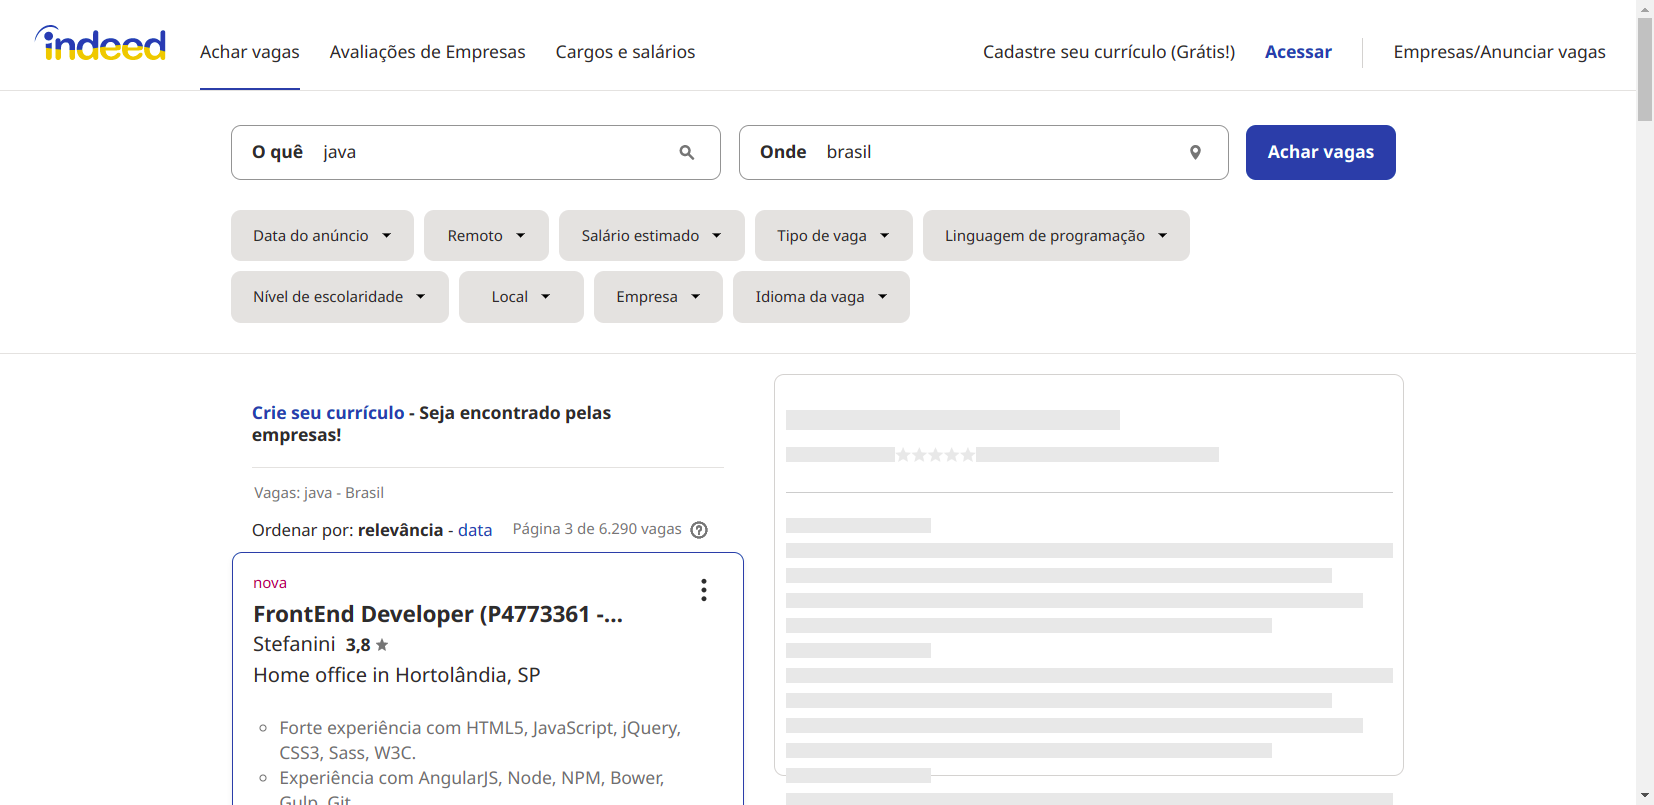 indeed
Achar vagas
Avaliações de Empresas
Cargos e salários
Cadastre seu currículo (Grátis!)
Acessar
Empresas/Anunciar vagas
O quê java
Onde brasil
Achar vagas
Data do anúncio
Remoto
Salário estimado
Tipo de vaga
Linguagem de programação
Nível de escolaridade
Local
Empresa
Idioma da vaga
Crie seu currículo - Seja encontrado pelas
empresas!
Vagas: java - Brasil
Ordenar por: relevância - data
Página 3 de 6.290 vagas
nova
FrontEnd Developer (P4773361 -...
Stefanini 3,8
Home office in Hortolândia, SP
Forte experiência com HTML5, JavaScript, jQuery,
CSS3, Sass, W3C.
Experiência com AngularJS, Node, NPM, Bower,
Gulp, Git